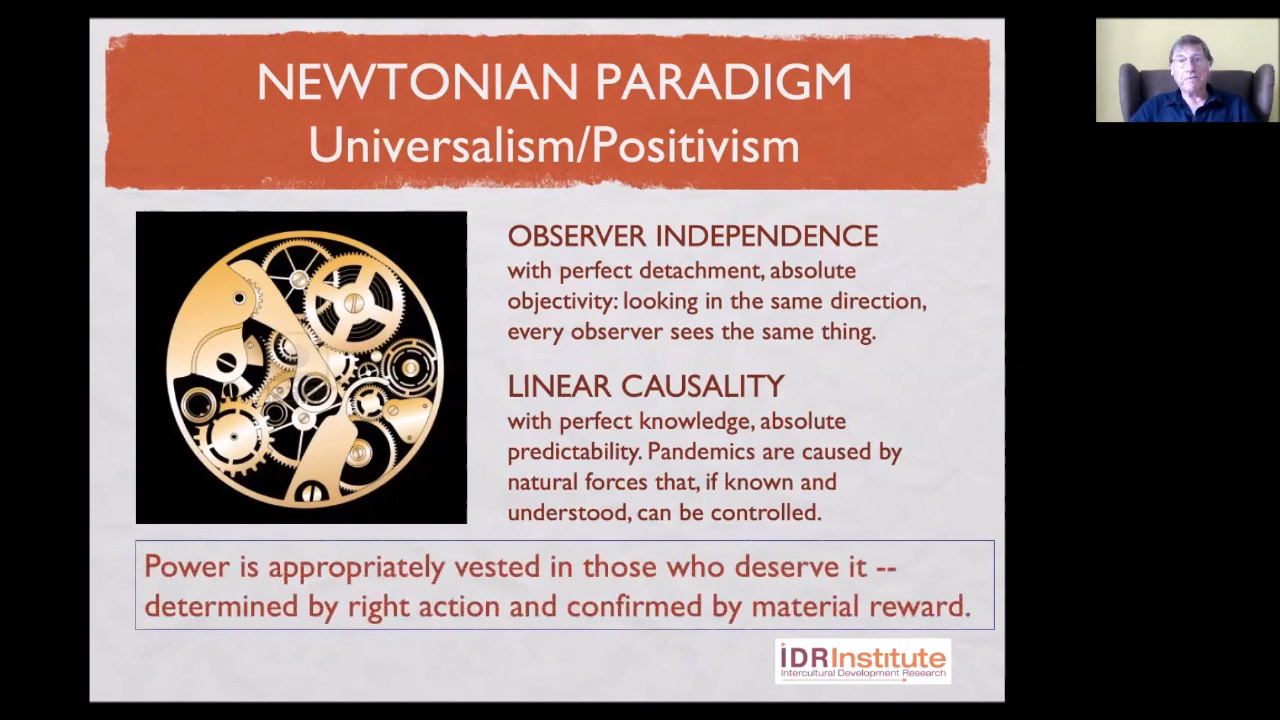 NEWTONIAN PARADIGM
Universalism/Positivism
OBSERVER INDEPENDENCE
with perfect detachment, absolute
objectivity: looking in the same direction,
every observer sees the same thing.
LINEAR CAUSALITY
with perfect knowledge, absolute
predictability. Pandemics are caused by
natural forces that, if known and
understood, can be controlled.
Power is appropriately vested in those who deserve it --
determined by right action and confirmed by material reward.
IDRInstitute
Intercultural Development Research